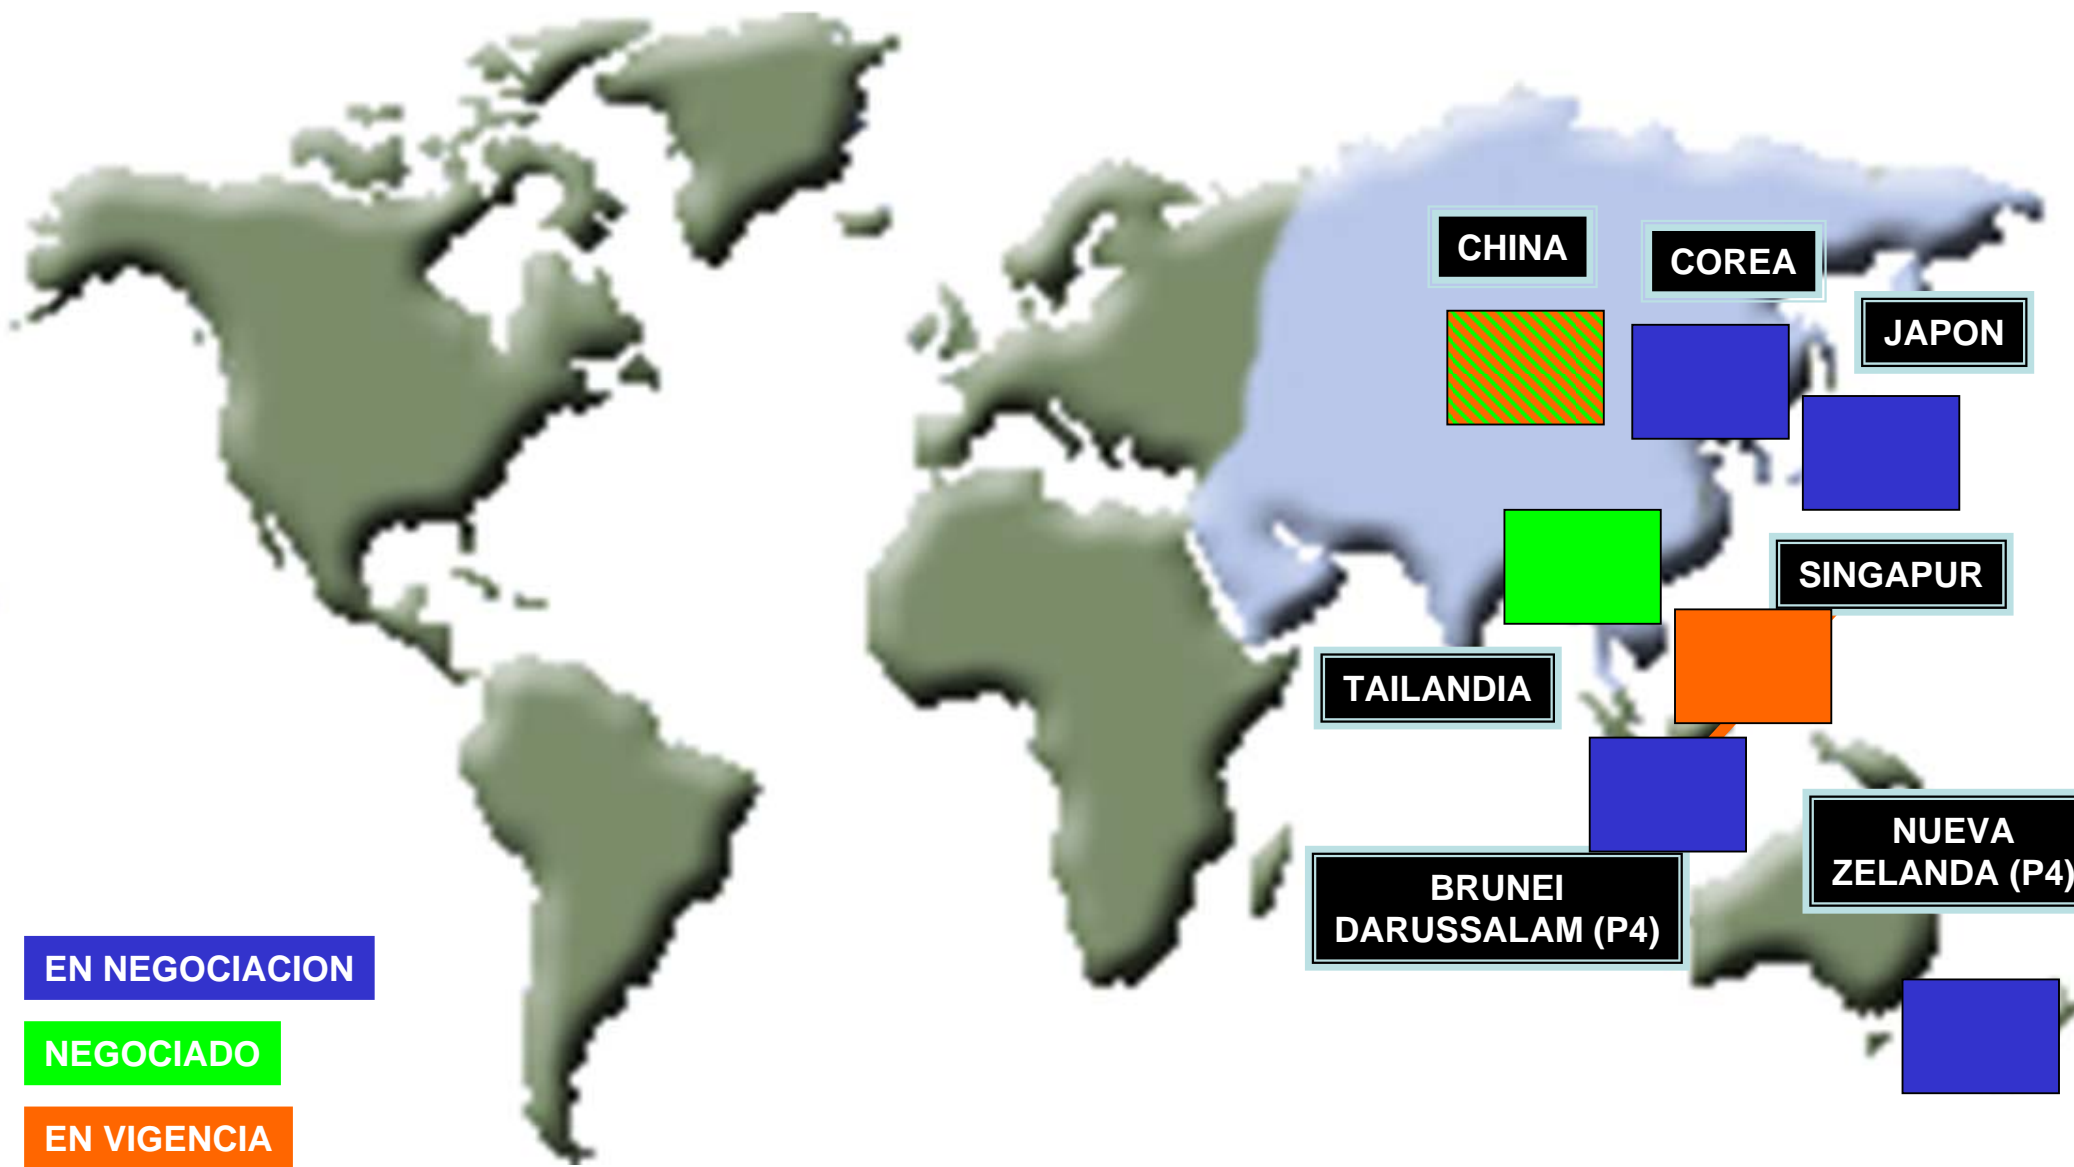 CHINA
COREA
JAPON
SINGAPUR
TAILANDIA
NUEVA
ZELANDA (P4)
BRUNEI
DARUSSALAM (P4)
EN NEGOCIACION
NEGOCIADO
EN VIGENCIA